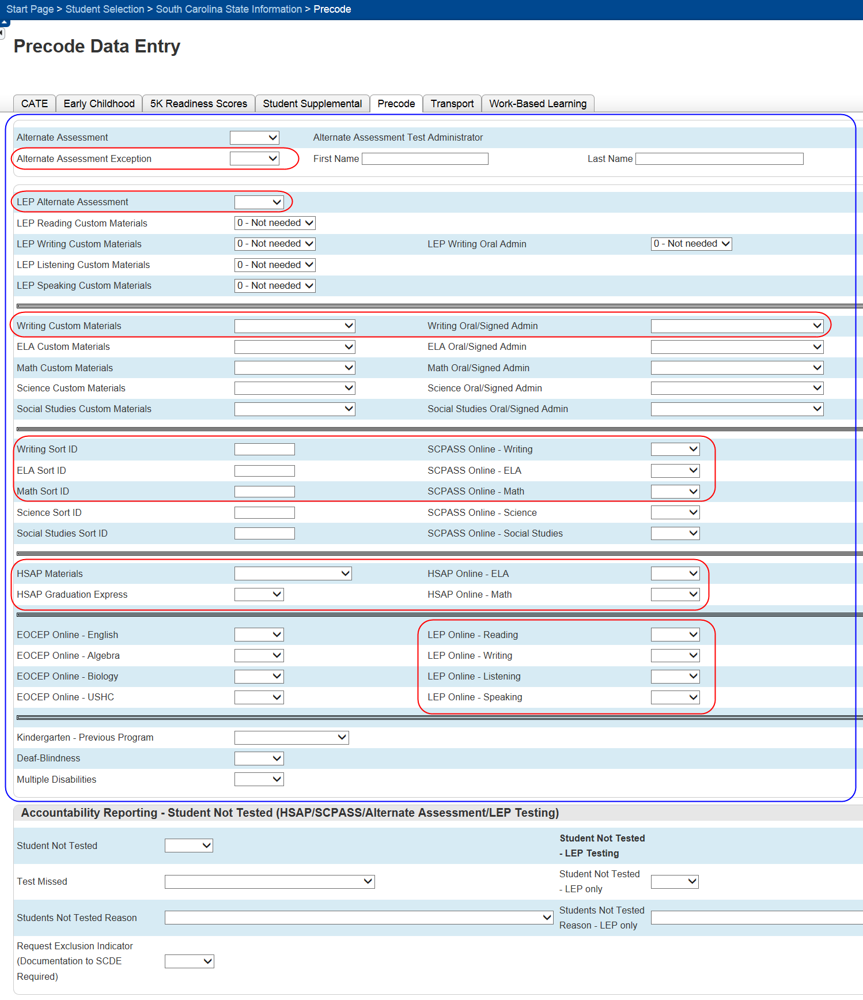 Start Page > Student Selection > South Carolina State Information > Precode
Precode Data Entry
CATE Early Childhood 5K Readiness Scores Student Supplemental Precode Transport Work-Based Learning
Alternate Assessment Alternate Assessment Test Administrator
Alternate Assessment Exception First Name Last Name
LEP Alternate Assessment
LEP Reading Custom Materials 0 - Not needed
LEP Writing Custom Materials 0 - Not needed LEP Writing Oral Admin 0 - Not needed
LEP Listening Custom Materials 0 - Not needed
LEP Speaking Custom Materials 0 - Not needed
Writing Custom Materials Writing Oral/Signed Admin
ELA Custom Materials ELA Oral/Signed Admin
Math Custom Materials Math Oral/Signed Admin
Science Custom Materials Science Oral/Signed Admin
Social Studies Custom Materials Social Studies Oral/Signed Admin
Writing Sort ID SCPASS Online - Writing
ELA Sort ID SCPASS Online - ELA
Math Sort ID SCPASS Online - Math
Science Sort ID SCPASS Online - Science
Social Studies Sort ID SCPASS Online - Social Studies
HSAP Materials HSAP Online - ELA
HSAP Graduation Express HSAP Online - Math
EOCEP Online - English LEP Online - Reading
EOCEP Online - Algebra LEP Online - Writing
EOCEP Online - Biology LEP Online - Listening
EOCEP Online - USHC LEP Online - Speaking
Kindergarten - Previous Program
Deaf-Blindness
Multiple Disabilities
Accountability Reporting - Student Not Tested (HSAP/SCPASS/Alternate Assessment/LEP Testing)
Student Not Tested
Student Not Tested
- LEP Testing
Test Missed
Student Not Tested
- LEP only
Students Not Tested Reason
Students Not Tested
Reason - LEP only
Request Exclusion Indicator
(Documentation to SCDE
Required)